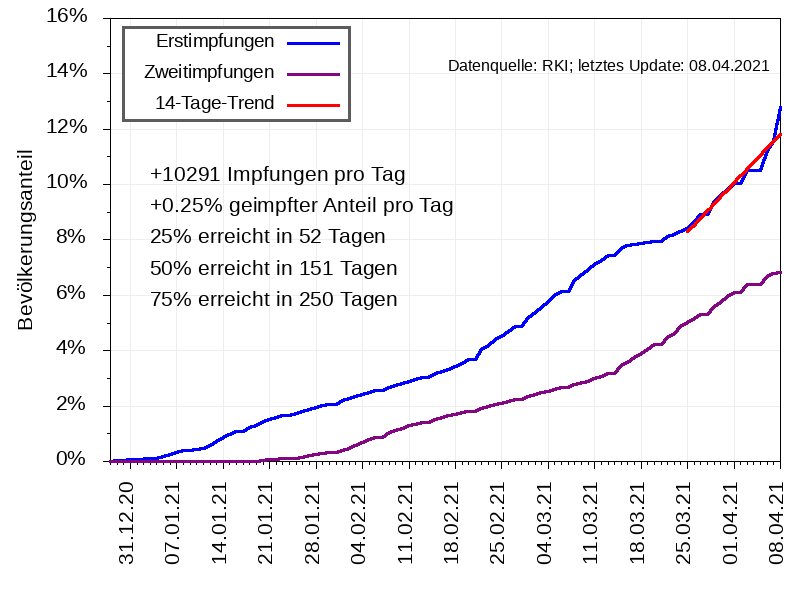 16%
14%
12%
10%
8%
6%
4%
2%
0%
Bevölkerungsanteil
Erstimpfungen
Zweitimpfungen
14-Tage-Trend
Datenquelle: RKI; letztes Update: 08.04.2021
+10291 Impfungen pro Tag
+0.25% geimpfter Anteil pro Tag
25% erreicht in 52 Tagen
50% erreicht in 151 Tagen
75% erreicht in 250 Tagen
31.12.20
07.01.21
14.01.21
21.01.21
28.01.21
04.02.21
11.02.21
18.02.21
25.02.21
04.03.21
11.03.21
18.03.21
25.03.21
01.04.21
08.04.21